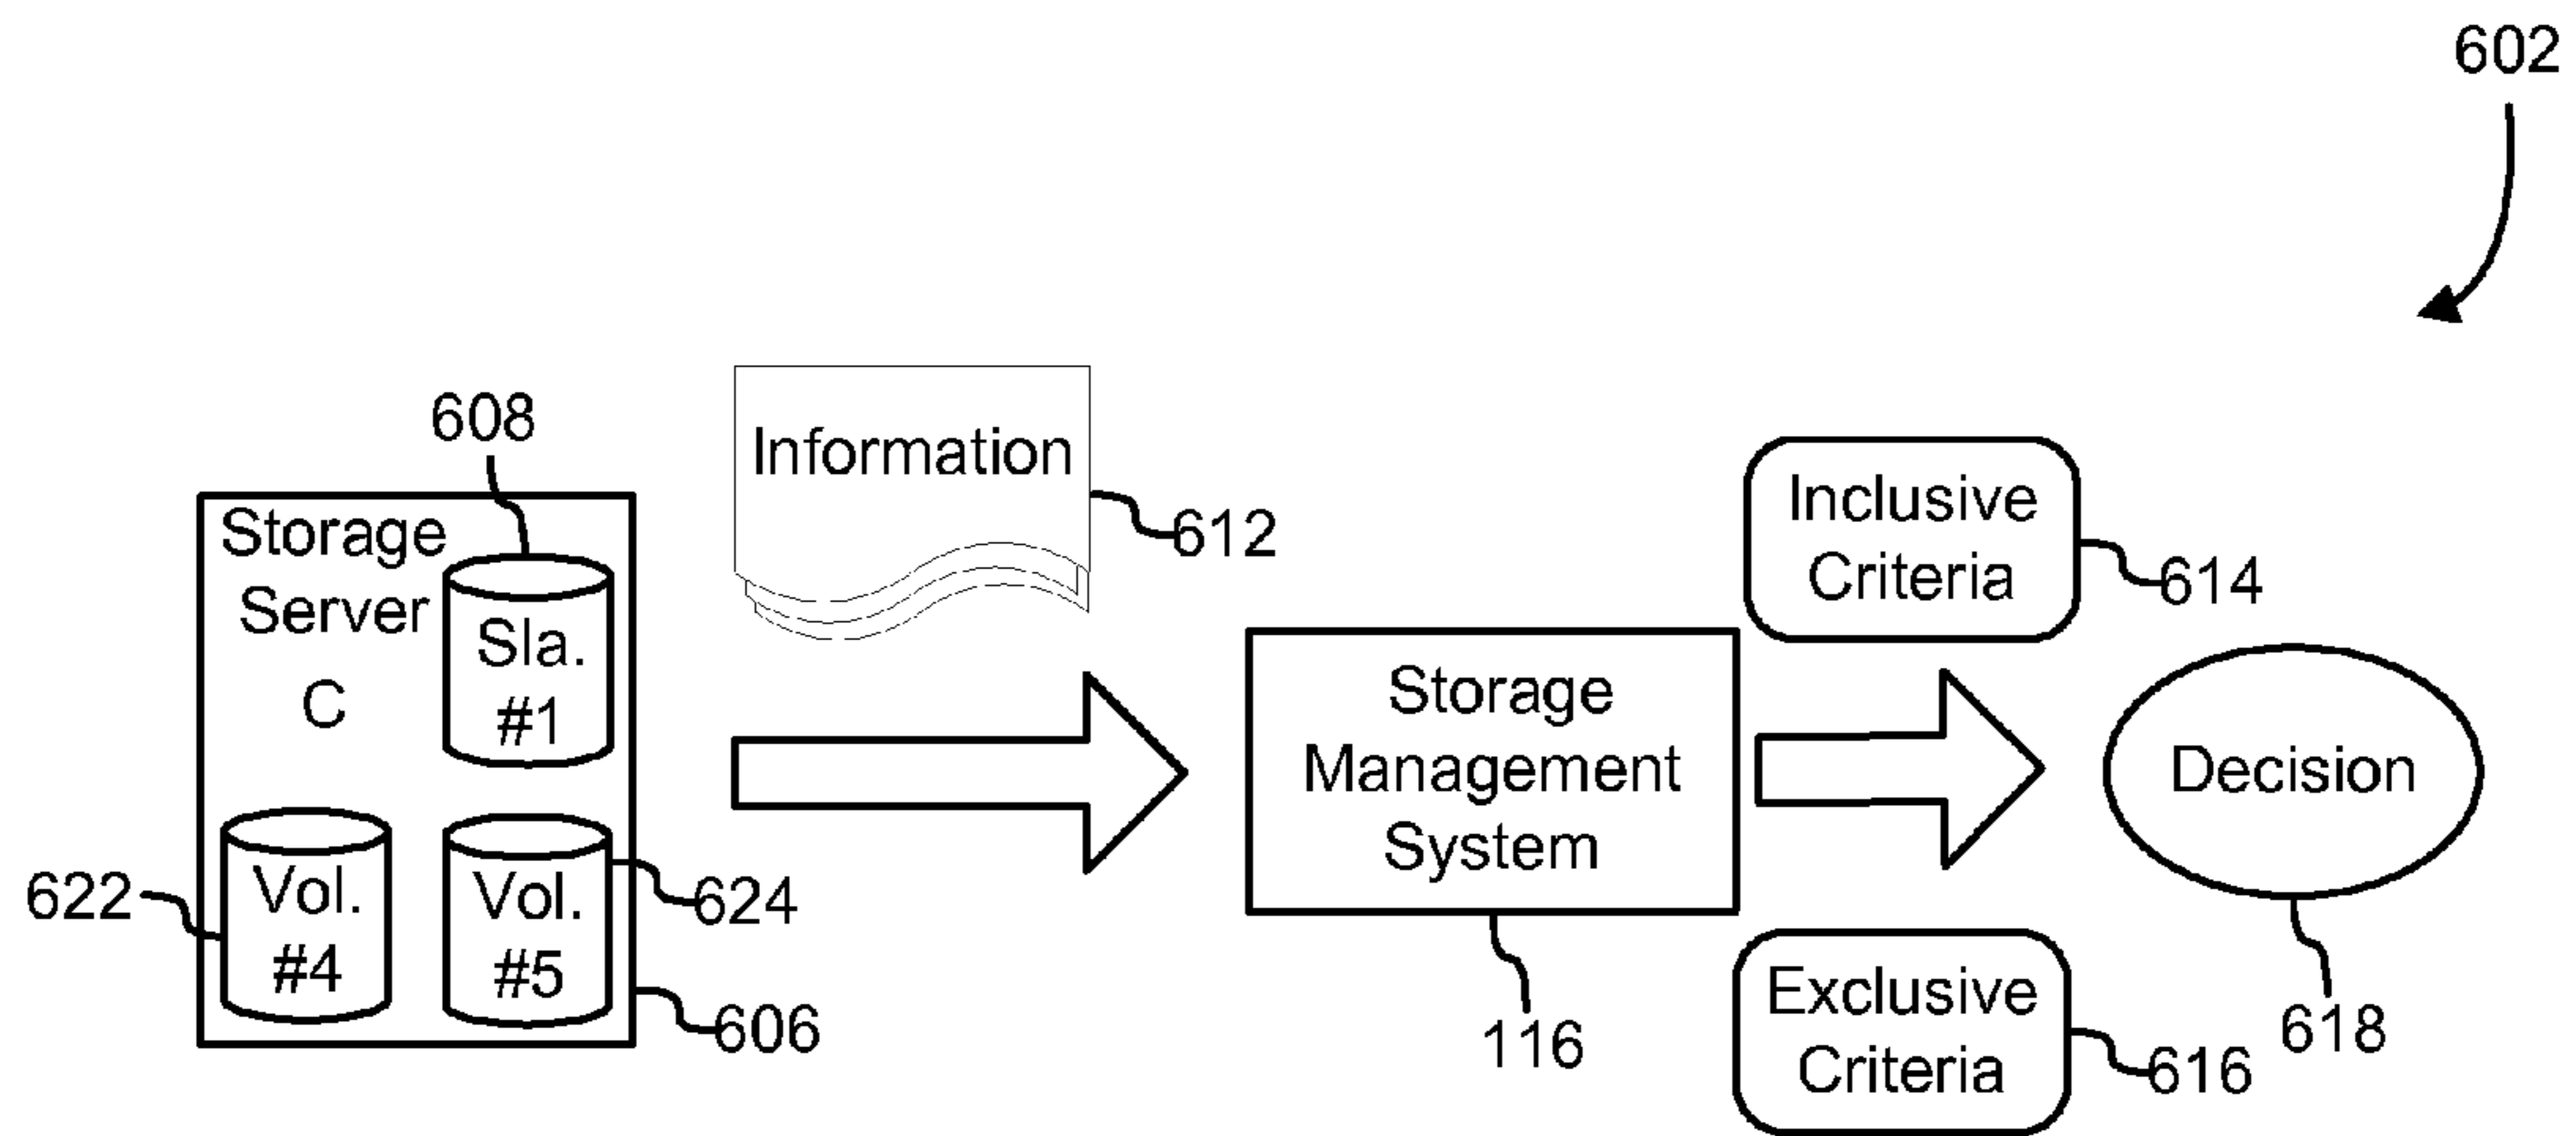 602
608
Information
612
Storage
Server
C
Sla.
#1
Vol.
#4
Vol.
#5
622
624
606
Storage
Management
System
116
Inclusive
Criteria
614
Exclusive
Criteria
616
Decision
618